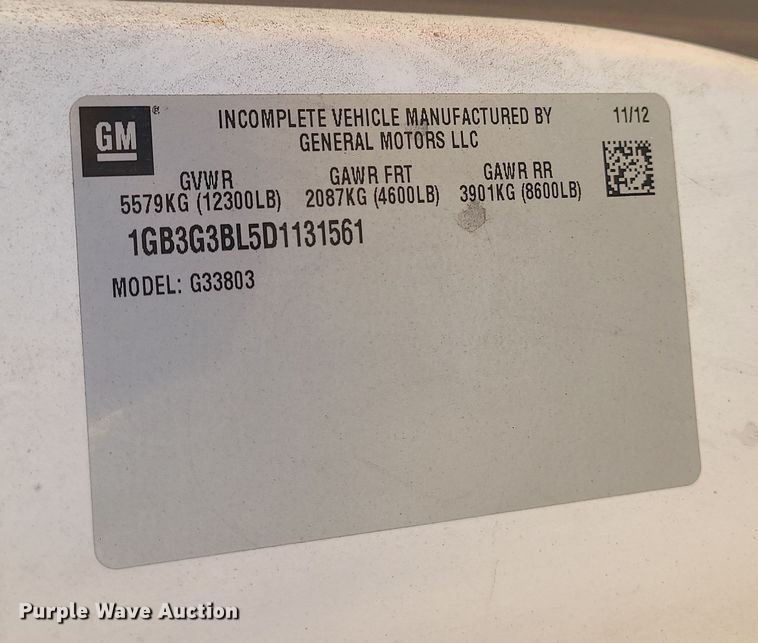 GM®
INCOMPLETE VEHICLE MANUFACTURED BY
GENERAL MOTORS LLC
11/12
GVWR GAWR FRT GAWR RR
5579KG (12300LB) 2087KG (4600LB) 3901KG (8600LB)
1GB3G3BL5D1131561
MODEL: G33803
Purple Wave Auction